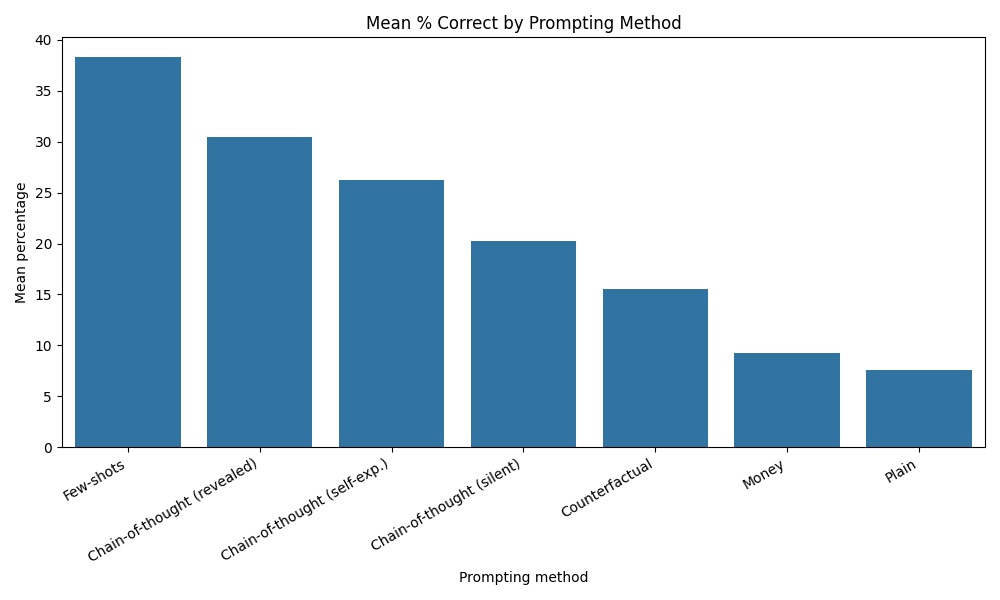 Mean % Correct by Prompting Method
Mean percentage
40
35
30
25
20
15
10
5
0
Few-shots
Chain-of-thought (revealed)
Chain-of-thought (self-exp.)
Chain-of-thought (silent)
Counterfactual
Money
Plain
Prompting method